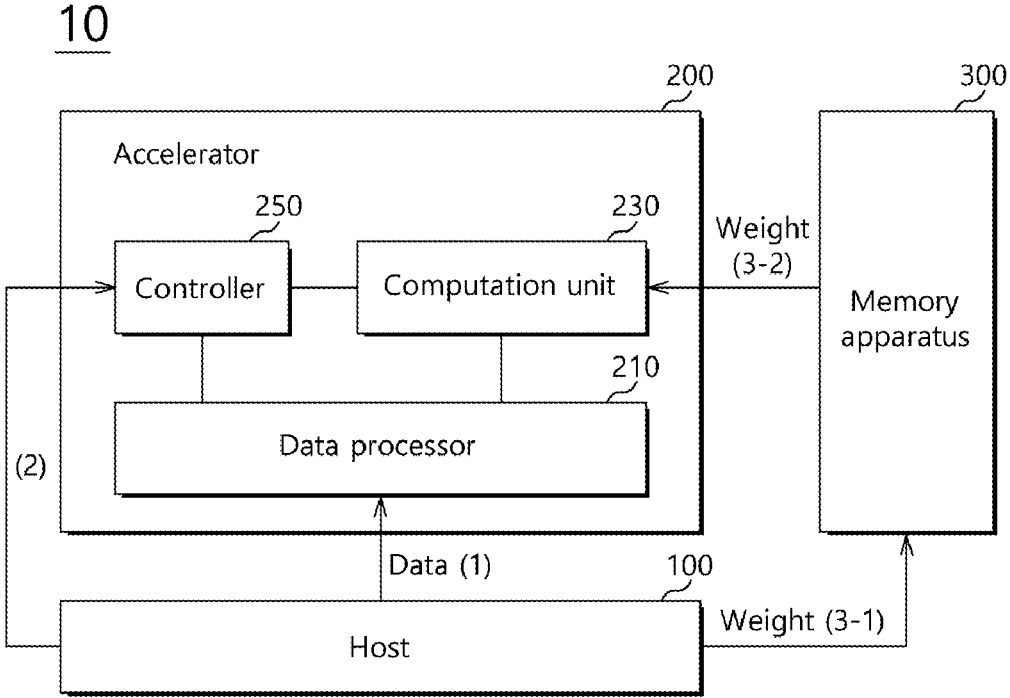 10
200
300
Accelerator
250
230
Weight
(3-2)
Controller
Computation unit
Memory
apparatus
210
Data processor
(2)
Data (1)
100
Weight (3-1)
Host